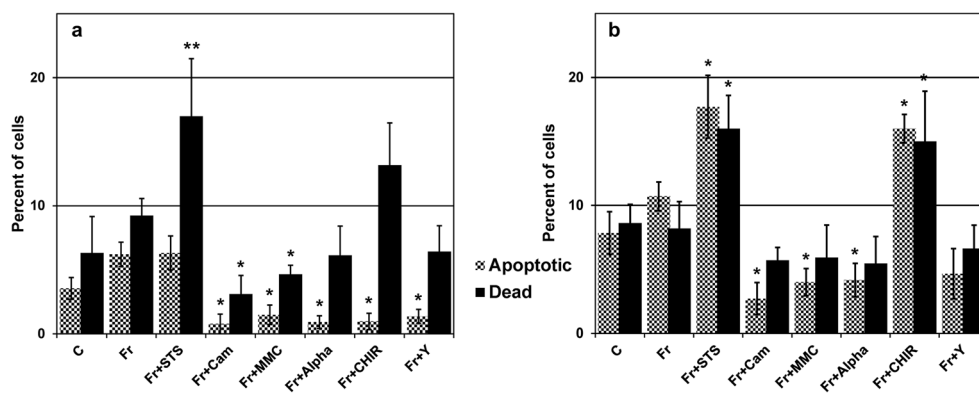 a
Percent of cells
20
10
0
**
*
*
*
*
*
*
*
C
Fr
Fr+STS
Fr+Cam
Fr+MMC
Fr+Alpha
Fr+CHIR
Fr+Y
Apoptotic
Dead
b
Percent of cells
20
10
0
*
*
*
*
*
*
*
C
Fr
Fr+STS
Fr+Cam
Fr+MMC
Fr+Alpha
Fr+CHIR
Fr+Y